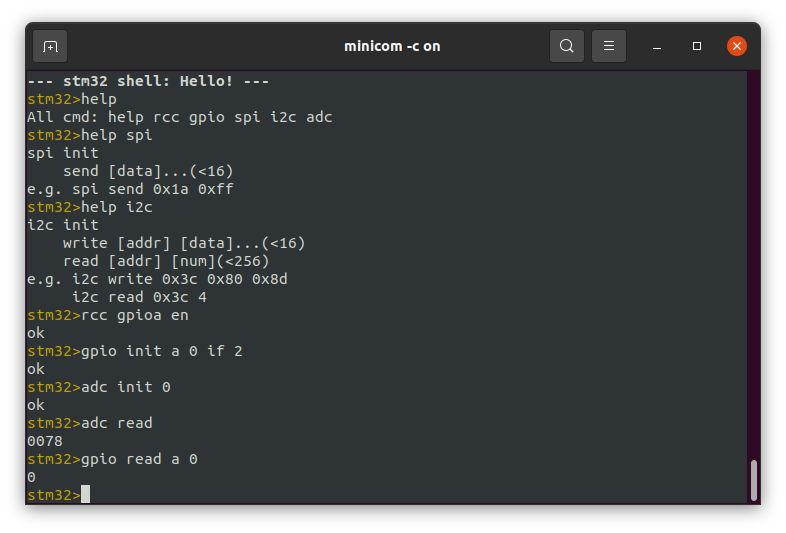 minicom -c on
--- stm32 shell: Hello! ---
stm32>help
All cmd: help rcc gpio spi i2c adc
stm32>help spi
spi init
    send [data]...(<16)
e.g. spi send 0x1a 0xff
stm32>help i2c
i2c init
    write [addr] [data]...(<16)
    read [addr] [num](<256)
e.g. i2c write 0x3c 0x80 0x8d
     i2c read 0x3c 4
stm32>rcc gpioa en
ok
stm32>gpio init a 0 if 2
ok
stm32>adc init 0
ok
stm32>adc read
0078
stm32>gpio read a 0
0
stm32>